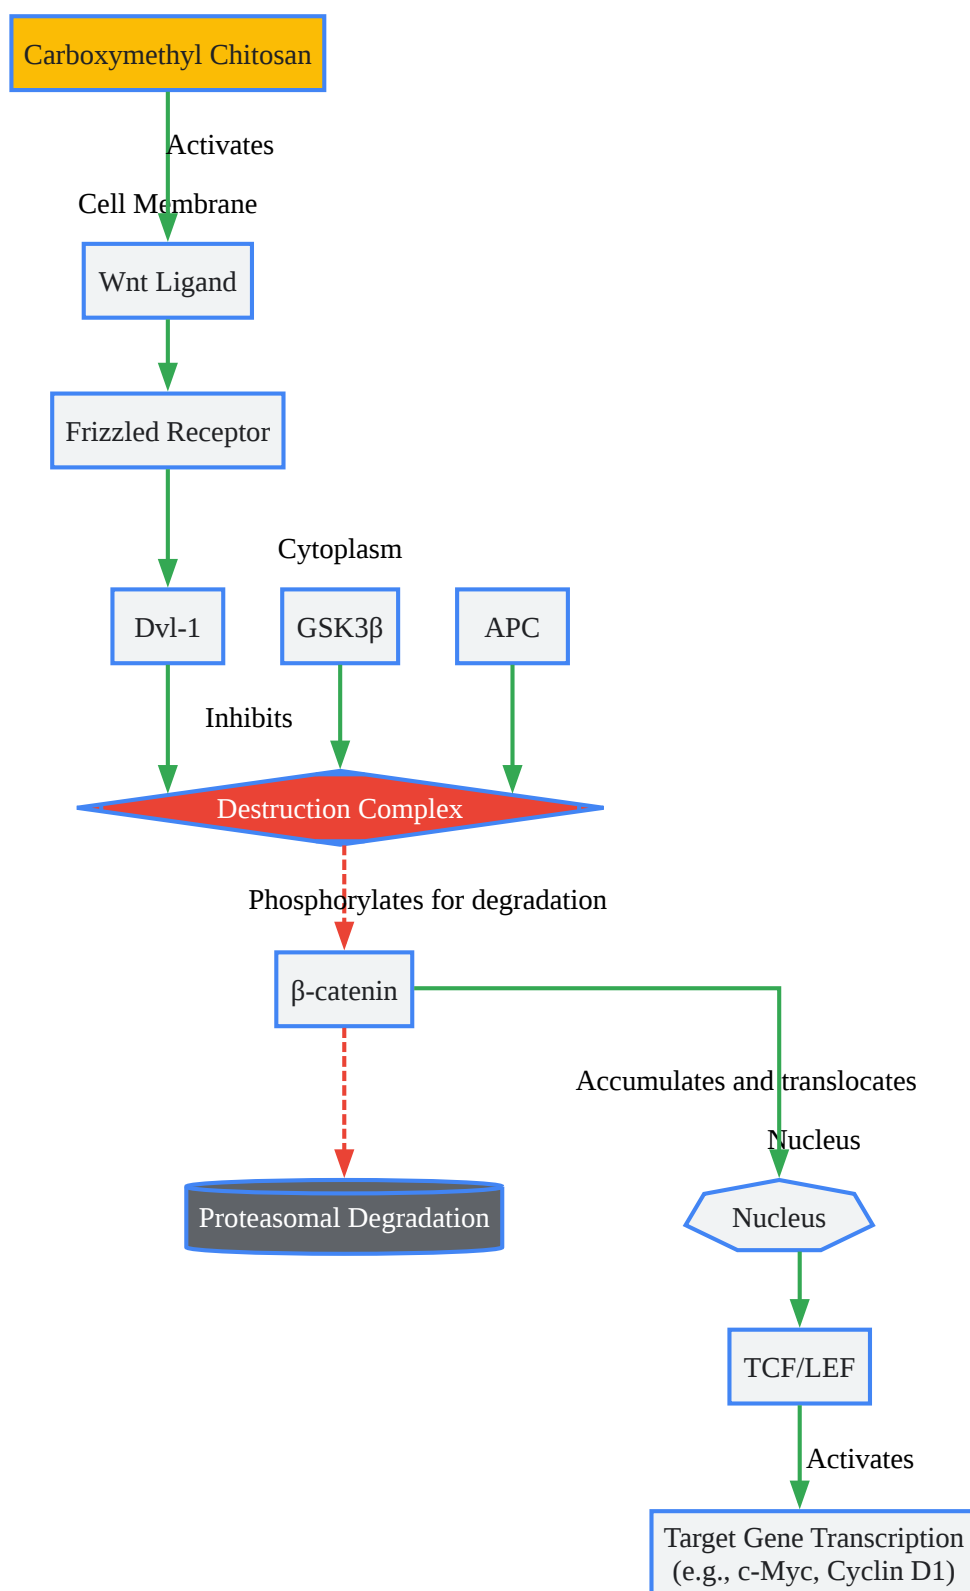 Carboxymethyl Chitosan
Activates
Cell Membrane
Wnt Ligand
Frizzled Receptor
Cytoplasm
Dvl-1
GSK3β
APC
Inhibits
Destruction Complex
Phosphorylates for degradation
β-catenin
Accumulates and translocates
Nucleus
Proteasomal Degradation
Nucleus
TCF/LEF
Activates
Target Gene Transcription
(e.g., c-Myc, Cyclin D1)